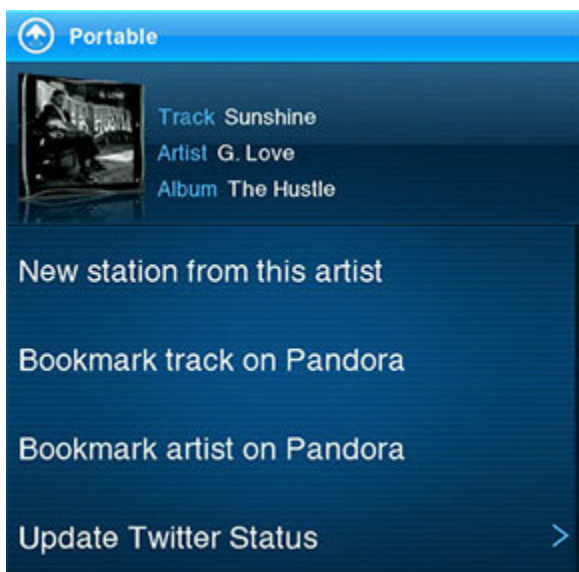 Portable
Track Sunshine
Artist G. Love
Album The Hustle
New station from this artist
Bookmark track on Pandora
Bookmark artist on Pandora
Update Twitter Status